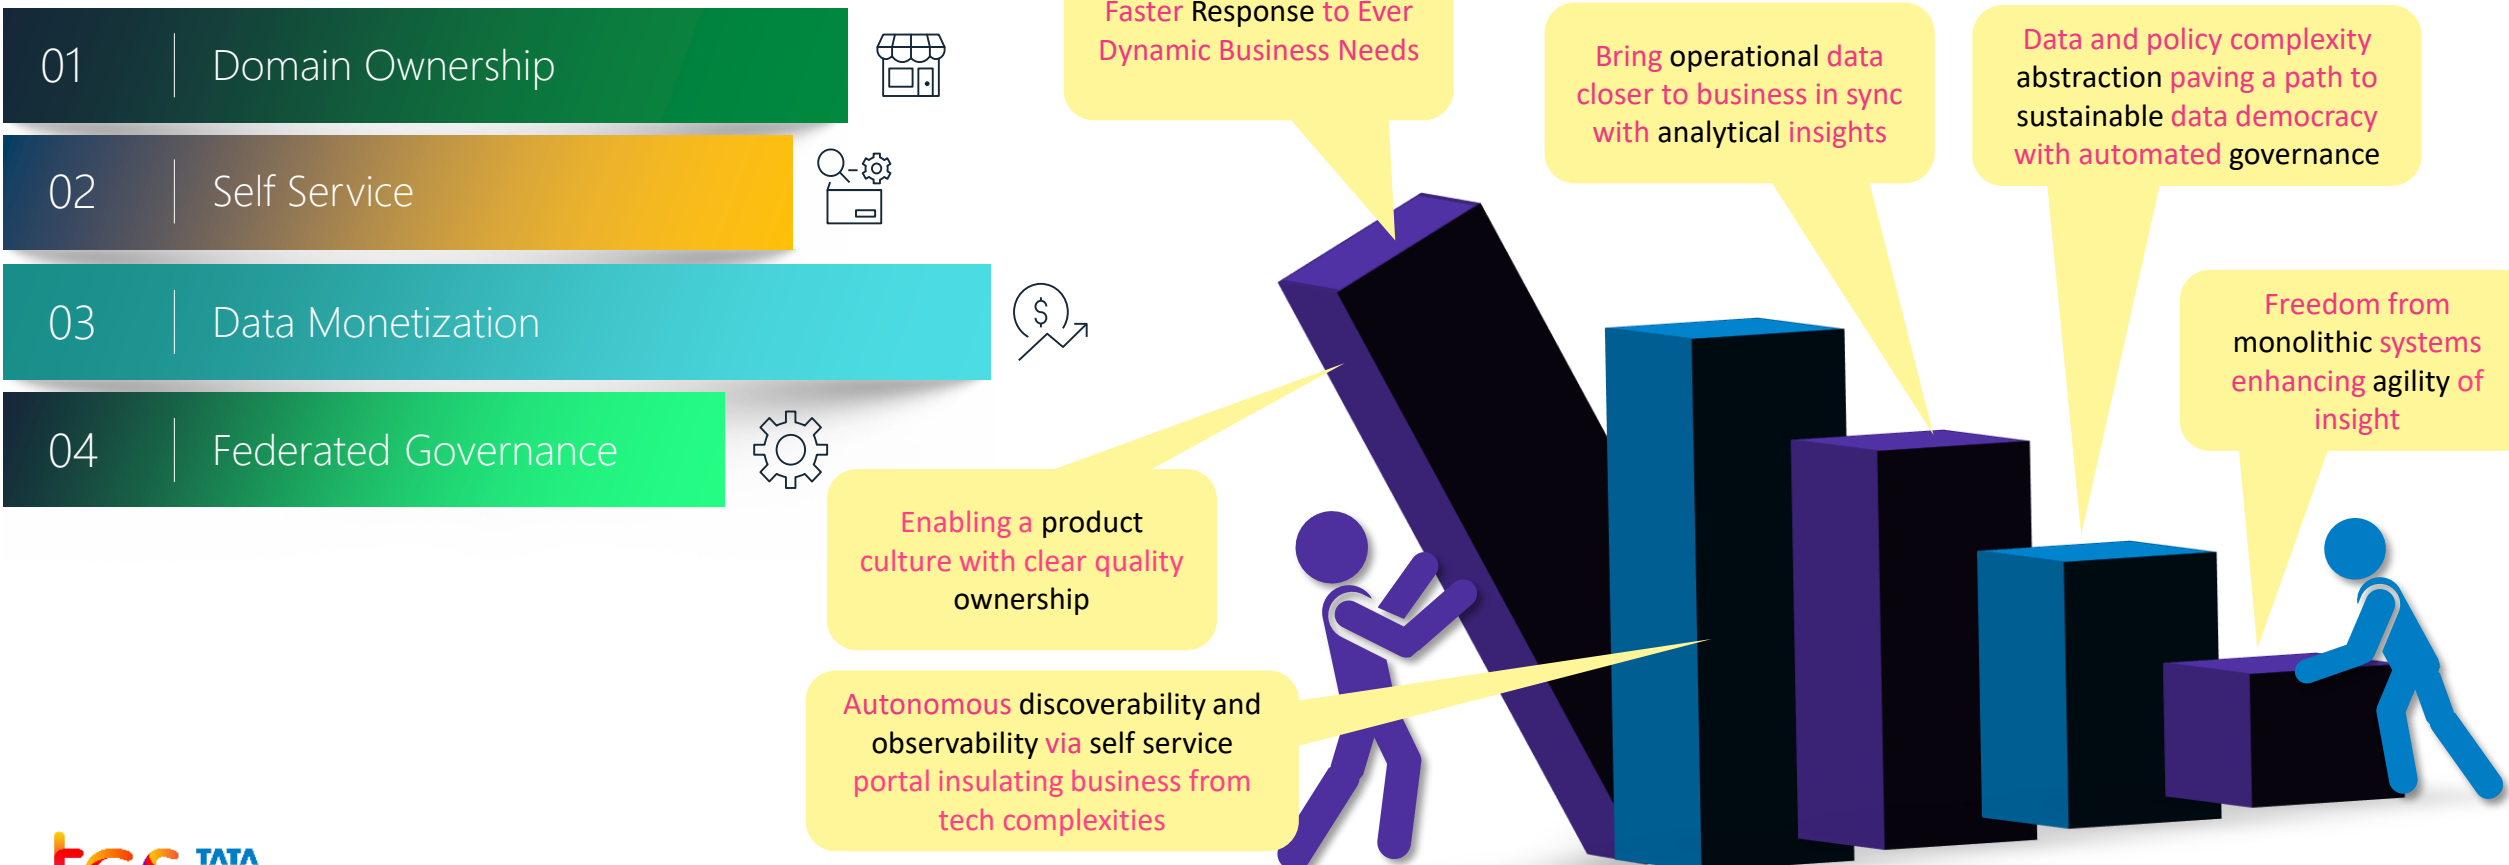 01 Domain Ownership
02 Self Service
03 Data Monetization
04 Federated Governance
Faster Response to Ever
Dynamic Business Needs
Bring operational data
closer to business in sync
with analytical insights
Data and policy complexity
abstraction paving a path to
sustainable data democracy
with automated governance
Freedom from
monolithic systems
enhancing agility of
insight
Enabling a product
culture with clear quality
ownership
Autonomous discoverability and
observability via self service
portal insulating business from
tech complexities
$
tcs TATA